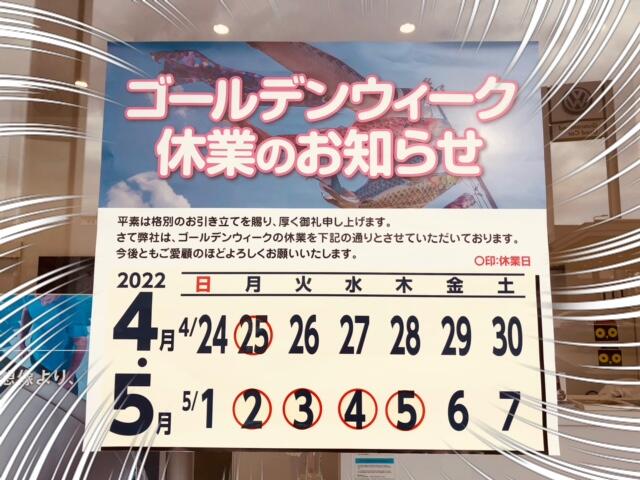 ゴールデンウィーク
休業のお知らせ
平素は格別のお引き立てを賜り、厚く御礼申し上げます。
さて弊社は、ゴールデンウィークの休業を下記の通りとさせていただいております。
今後ともご愛顧のほどよろしくお願いいたします。
〇印:休業日
2022 日 月 火 水 木 金 土
4月 4/24 25 26 27 28 29 30
・
5月 5/1 2 3 4 5 6 7
想像より、